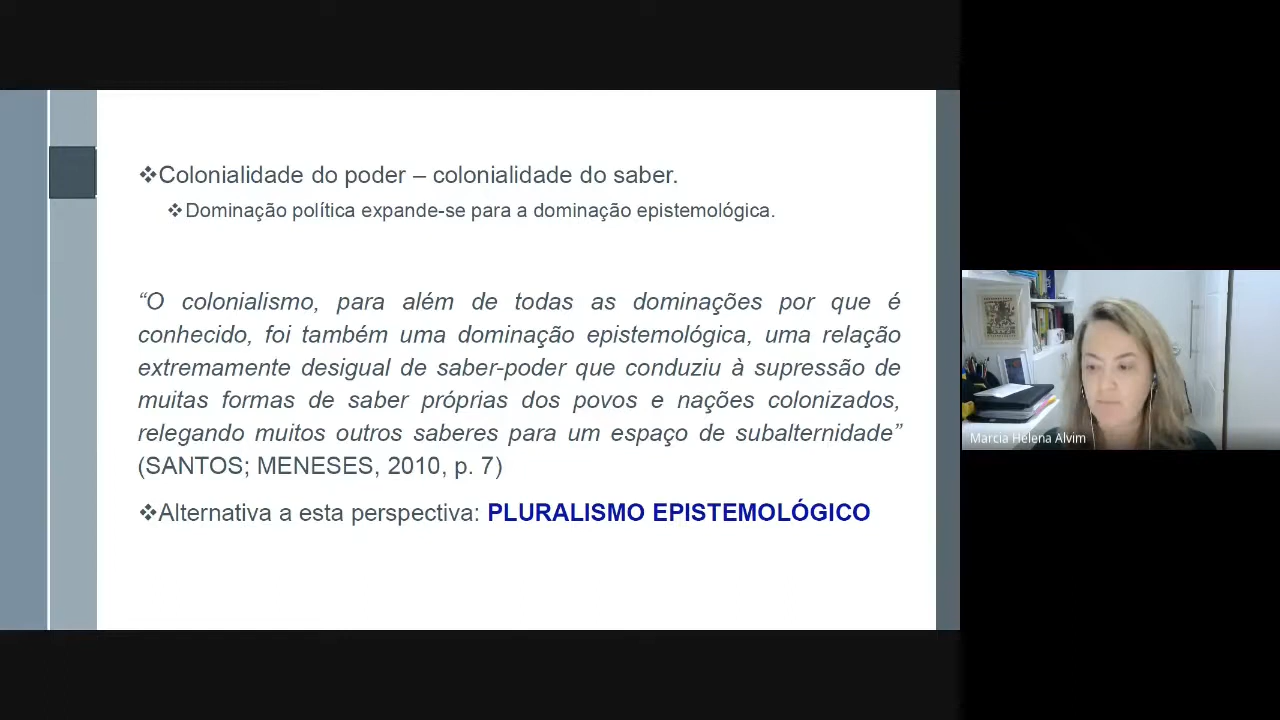 ❖Colonialidade do poder – colonialidade do saber.
❖Dominação política expande-se para a dominação epistemológica.
“O colonialismo, para além de todas as dominações por que é
conhecido, foi também uma dominação epistemológica, uma relação
extremamente desigual de saber-poder que conduziu à supressão de
muitas formas de saber próprias dos povos e nações colonizados,
relegando muitos outros saberes para um espaço de subalternidade”
(SANTOS; MENESES, 2010, p. 7)
❖Alternativa a esta perspectiva: PLURALISMO EPISTEMOLÓGICO
Marcia Helena Alvim